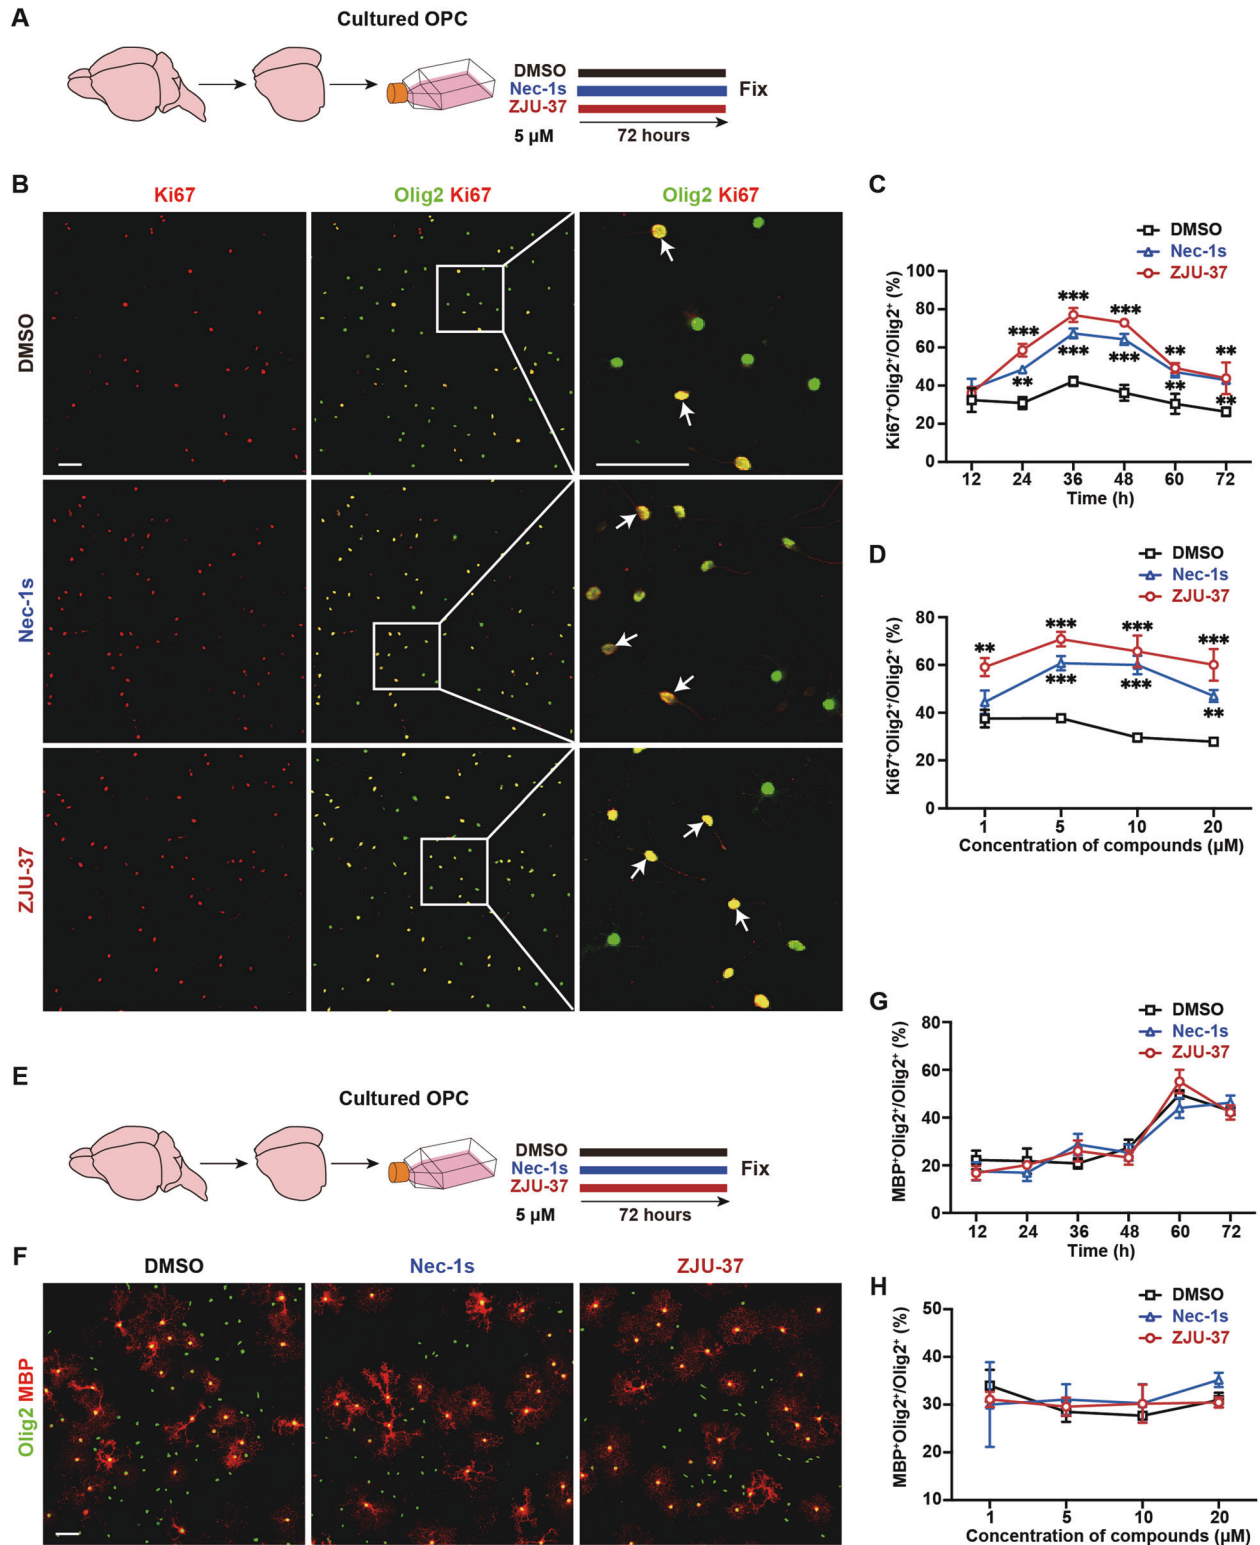 A
Cultured OPC
DMSO
Nec-1s
ZJU-37
Fix
5 μM
72 hours
B
Ki67
Olig2 Ki67
Olig2 Ki67
DMSO
Nec-1s
ZJU-37
C
DMSO
Nec-1s
ZJU-37
Ki67⁺Olig2⁺/Olig2⁺ (%)
100
80
60
40
20
0
***
***
***
***
***
**
**
**
**
**
12 24 36 48 60 72
Time (h)
D
DMSO
Nec-1s
ZJU-37
Ki67⁺Olig2⁺/Olig2⁺ (%)
80
60
40
20
0
**
***
***
***
***
***
**
1 5 10 20
Concentration of compounds (μM)
E
Cultured OPC
DMSO
Nec-1s
ZJU-37
Fix
5 μM
72 hours
F
DMSO
Nec-1s
ZJU-37
Olig2 MBP
G
DMSO
Nec-1s
ZJU-37
MBP⁺Olig2⁺/Olig2⁺ (%)
80
60
40
20
0
12 24 36 48 60 72
Time (h)
H
DMSO
Nec-1s
ZJU-37
MBP⁺Olig2⁺/Olig2⁺ (%)
50
40
30
20
10
1 5 10 20
Concentration of compounds (μM)